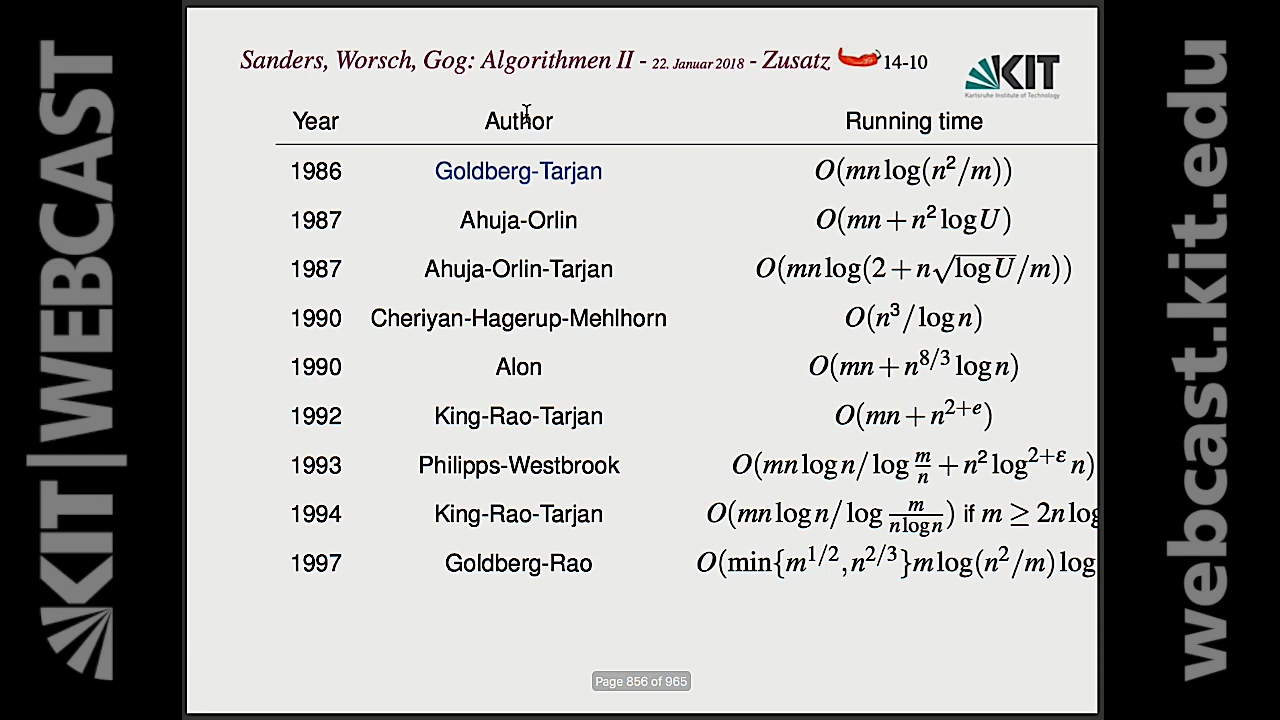 Sanders, Worsch, Gog: Algorithmen II - 22. Januar 2018 - Zusatz 14-10
KIT
Karlsruhe Institute of Technology
Year Author Running time
1986 Goldberg-Tarjan O(mn log(n²/m))
1987 Ahuja-Orlin O(mn + n² log U)
1987 Ahuja-Orlin-Tarjan O(mn log(2 + n√log U/m))
1990 Cheriyan-Hagerup-Mehlhorn O(n³/log n)
1990 Alon O(mn + n^{8/3} log n)
1992 King-Rao-Tarjan O(mn + n^{2+e})
1993 Philipps-Westbrook O(mn log n/ log \frac{m}{n} + n² log^{2+ε} n)
1994 King-Rao-Tarjan O(mn log n/ log \frac{m}{n log n}) if m ≥ 2n log
1997 Goldberg-Rao O(min{m^{1/2}, n^{2/3}}m log(n²/m) log
Page 856 of 965
KIT|WEBCAST
webcast.kit.edu